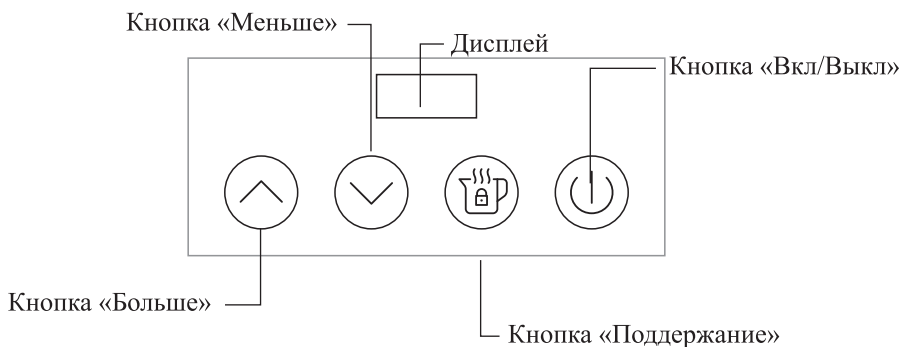 Кнопка «Меньше»
Дисплей
Кнопка «Вкл/Выкл»
Кнопка «Больше»
Кнопка «Поддержание»